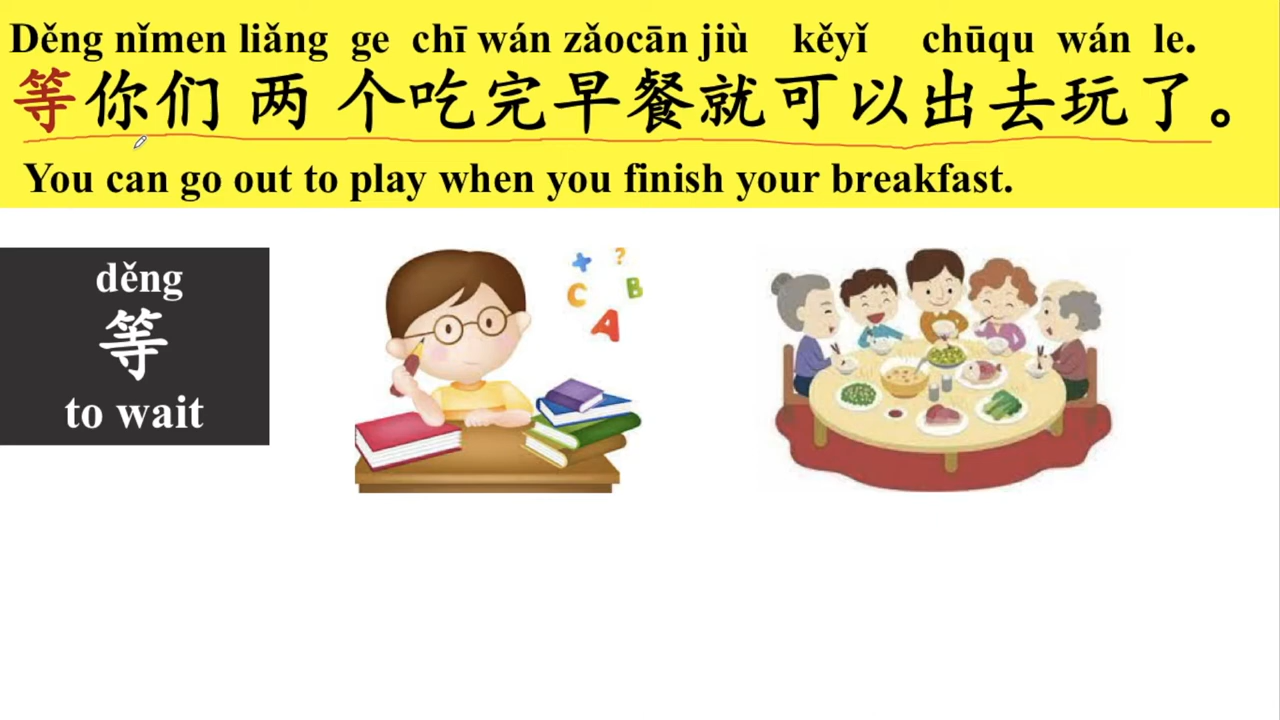 Děng nǐmen liǎng ge chī wán zǎocān jiù kěyǐ chūqu wán le.
等你们两个吃完早餐就可以出去玩了。
You can go out to play when you finish your breakfast.
děng
等
to wait
? 
C B
A